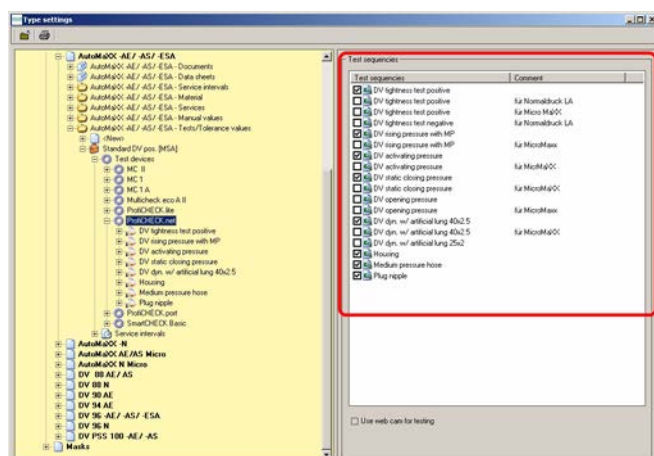 Type settings
AutoMaXX -AE/ -AS/ -ESA
AutoMaXX -AE/ -AS/ -ESA - Documents
AutoMaXX -AE/ -AS/ -ESA - Data sheets
AutoMaXX -AE/ -AS/ -ESA - Service intervals
AutoMaXX -AE/ -AS/ -ESA - Material
AutoMaXX -AE/ -AS/ -ESA - Services
AutoMaXX -AE/ -AS/ -ESA - Manual values
AutoMaXX -AE/ -AS/ -ESA - Tests/Tolerance values
<New>
Standard DV pos. [MSA]
Test devices
MC II
MC 1
MC 1 A
Multicheck eco A II
ProfiCHECK.lite
ProfiCHECK.net
DV tightness test positive
DV rising pressure with MP
DV activating pressure
DV static closing pressure
DV dyn. w/ artificial lung 40x2.5
Housing
Medium pressure hose
Plug nipple
ProfiCHECK.port
SmartCHECK Basic
Service intervals
AutoMaXX -N
AutoMaXX AE/AS Micro
AutoMaXX N Micro
DV 88 AE/ AS
DV 88 N
DV 90 AE
DV 94 AE
DV 96 -AE/ -AS/ -ESA
DV 96 N
DV PSS 100 -AE/ -AS
Masks
Test sequencies
Test sequencies Comment
DV tightness test positive
DV tightness test positive für Normaldruck LA
DV tightness test positive für Micro MaXX
DV tightness test negative für Normaldruck LA
DV rising pressure with MP
DV rising pressure with MP für MicroMaxx
DV activating pressure
DV activating pressure für MicMaXX
DV static closing pressure
DV static closing pressure für MicroMaXX
DV opening pressure
DV opening pressure für MicroMaxx
DV dyn. w/ artificial lung 40x2.5
DV dyn. w/ artificial lung 40x2.5 für MicroMaXX
DV dyn. w/ artificial lung 25x2
Housing
Medium pressure hose
Plug nipple
Use web cam for testing